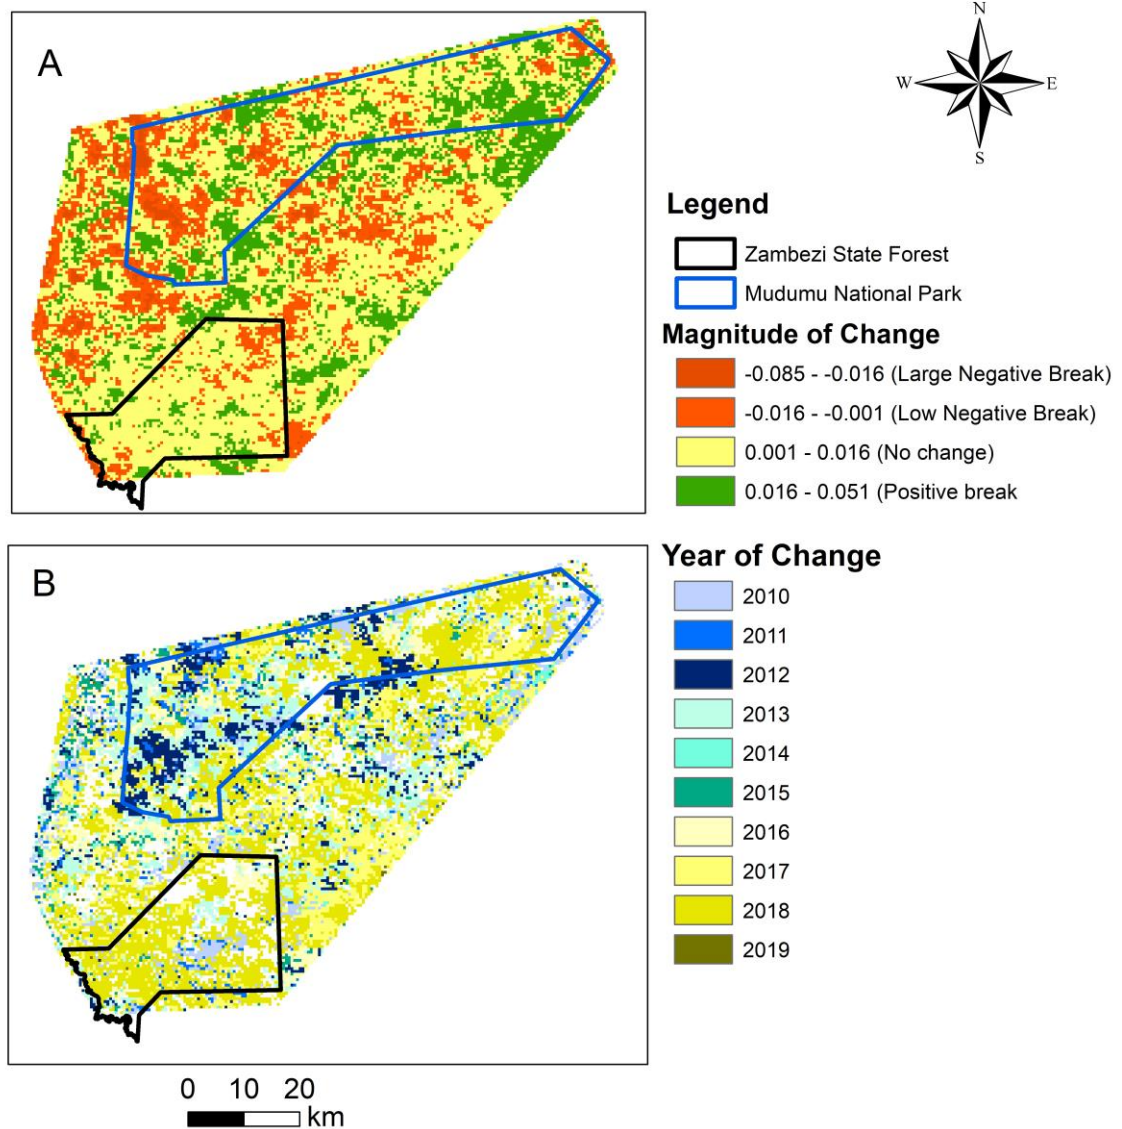 A
N
W
E
S
Legend
Zambezi State Forest
Mudumu National Park
Magnitude of Change
-0.085 - -0.016 (Large Negative Break)
-0.016 - -0.001 (Low Negative Break)
0.001 - 0.016 (No change)
0.016 - 0.051 (Positive break
B
Year of Change
2010
2011
2012
2013
2014
2015
2016
2017
2018
2019
0 10 20
km